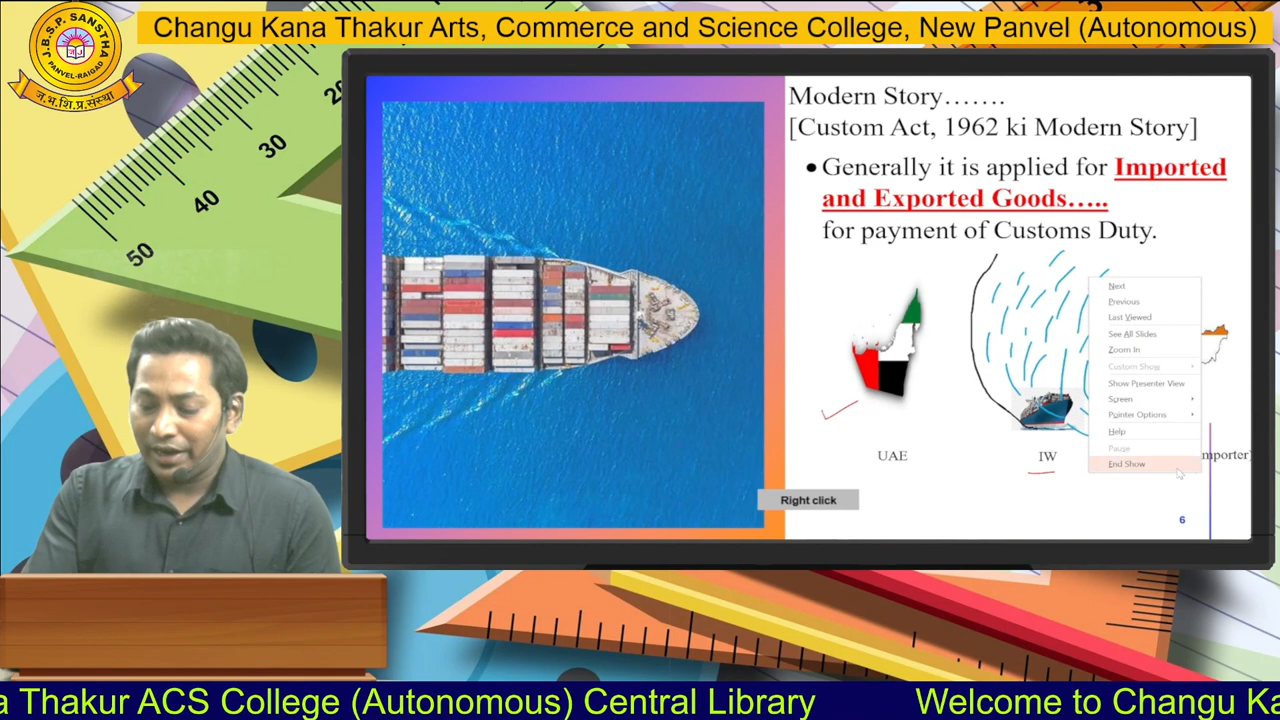 Changu Kana Thakur Arts, Commerce and Science College, New Panvel (Autonomous)
J.B.S.P. SANSTHA
PANVEL-RAIGAD
ज.भ.शि.प्र.संस्था
20
30
40
50
Modern Story…….
[Custom Act, 1962 ki Modern Story]
• Generally it is applied for Imported
and Exported Goods…..
for payment of Customs Duty.
Next
Previous
Last Viewed
See All Slides
Zoom In
Custom Show
Show Presenter View
Screen
Pointer Options
Help
Pause
End Show
UAE
IW
mporter)
Right click
6
a Thakur ACS College (Autonomous) Central Library
Welcome to Changu Ka